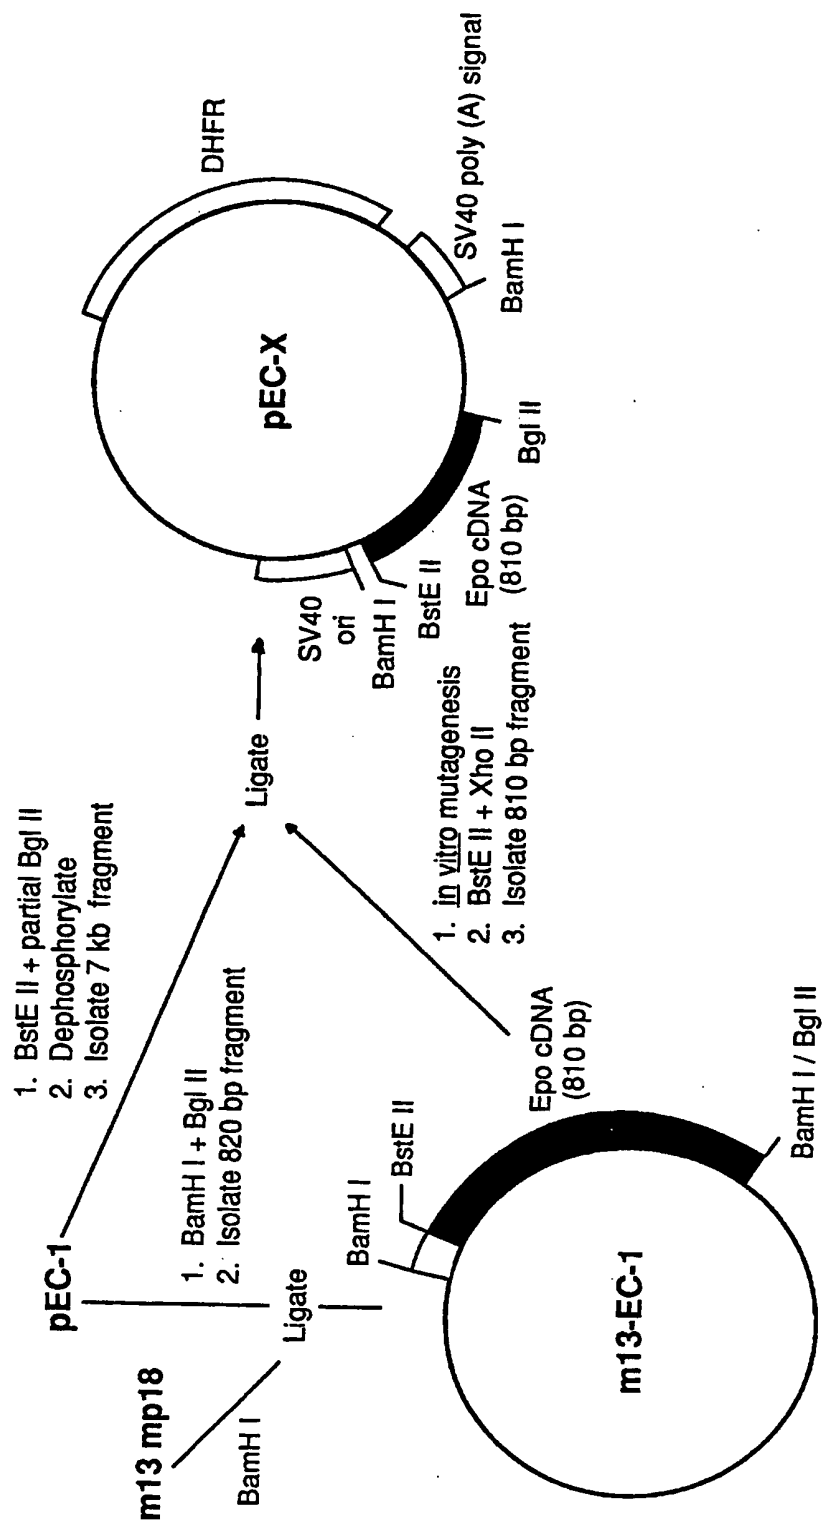 m13 mp18
BamH I
pEC-1
1. BamH I + Bgl II
2. Isolate 820 bp fragment
Ligate
1. BstE II + partial Bgl II
2. Dephosphorylate
3. Isolate 7 kb fragment
Ligate
m13-EC-1
BamH I
BstE II
Epo cDNA
(810 bp)
BamH I / Bgl II
1. in vitro mutagenesis
2. BstE II + Xho II
3. Isolate 810 bp fragment
pEC-X
DHFR
SV40 poly (A) signal
BamH I
Bgl II
Epo cDNA
(810 bp)
BstE II
BamH I
SV40
ori